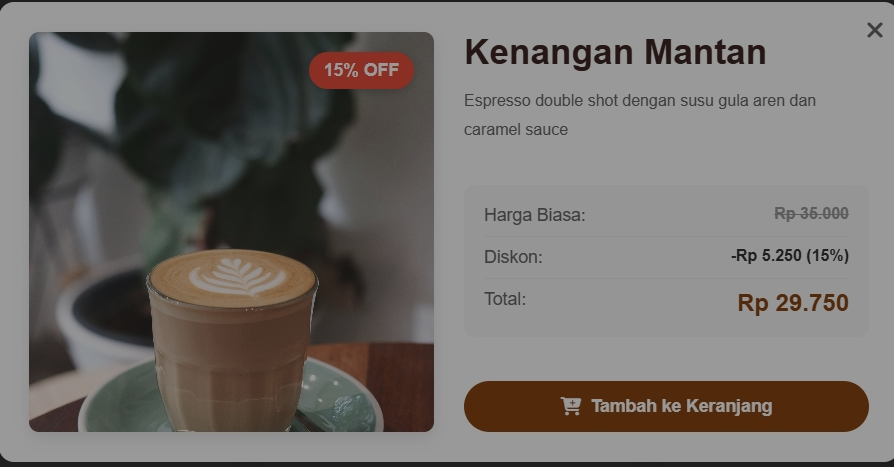 15% OFF
Kenangan Mantan
Espresso double shot dengan susu gula aren dan
caramel sauce
Harga Biasa: Rp 35.000
Diskon: -Rp 5.250 (15%)
Total: Rp 29.750
Tambah ke Keranjang